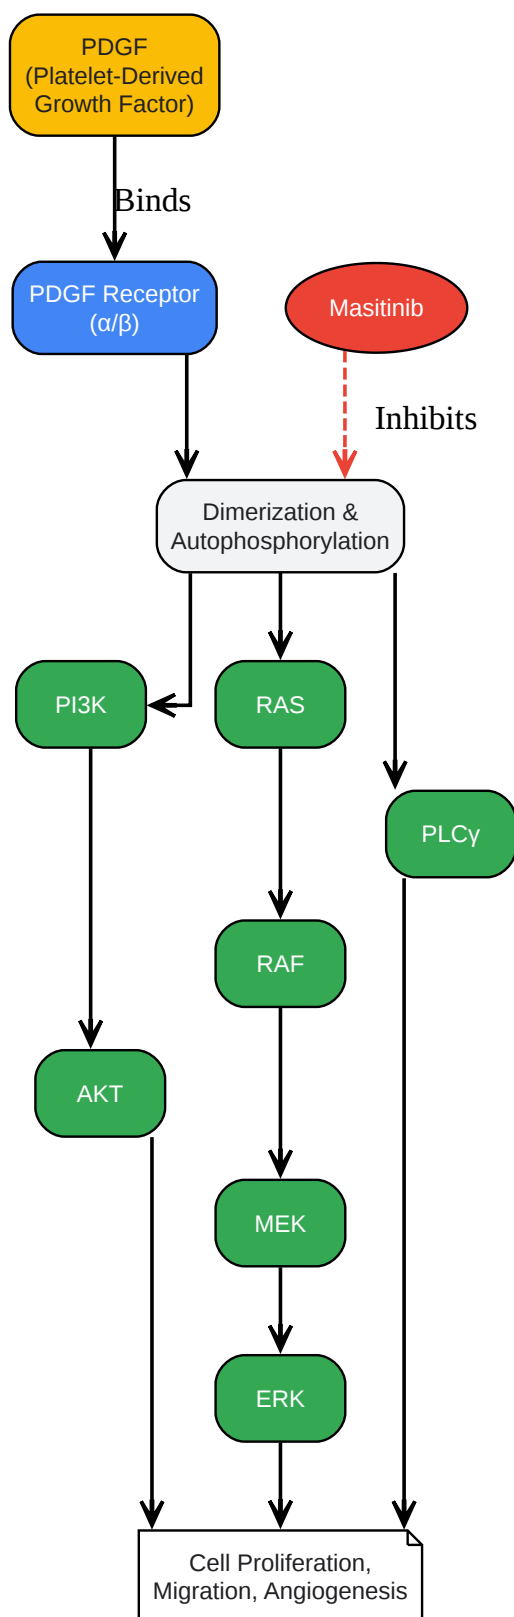 PDGF
(Platelet-Derived
Growth Factor)
Binds
PDGF Receptor
(α/β)
Masitinib
Inhibits
Dimerization &
Autophosphorylation
PI3K
RAS
PLCγ
RAF
AKT
MEK
ERK
Cell Proliferation,
Migration, Angiogenesis